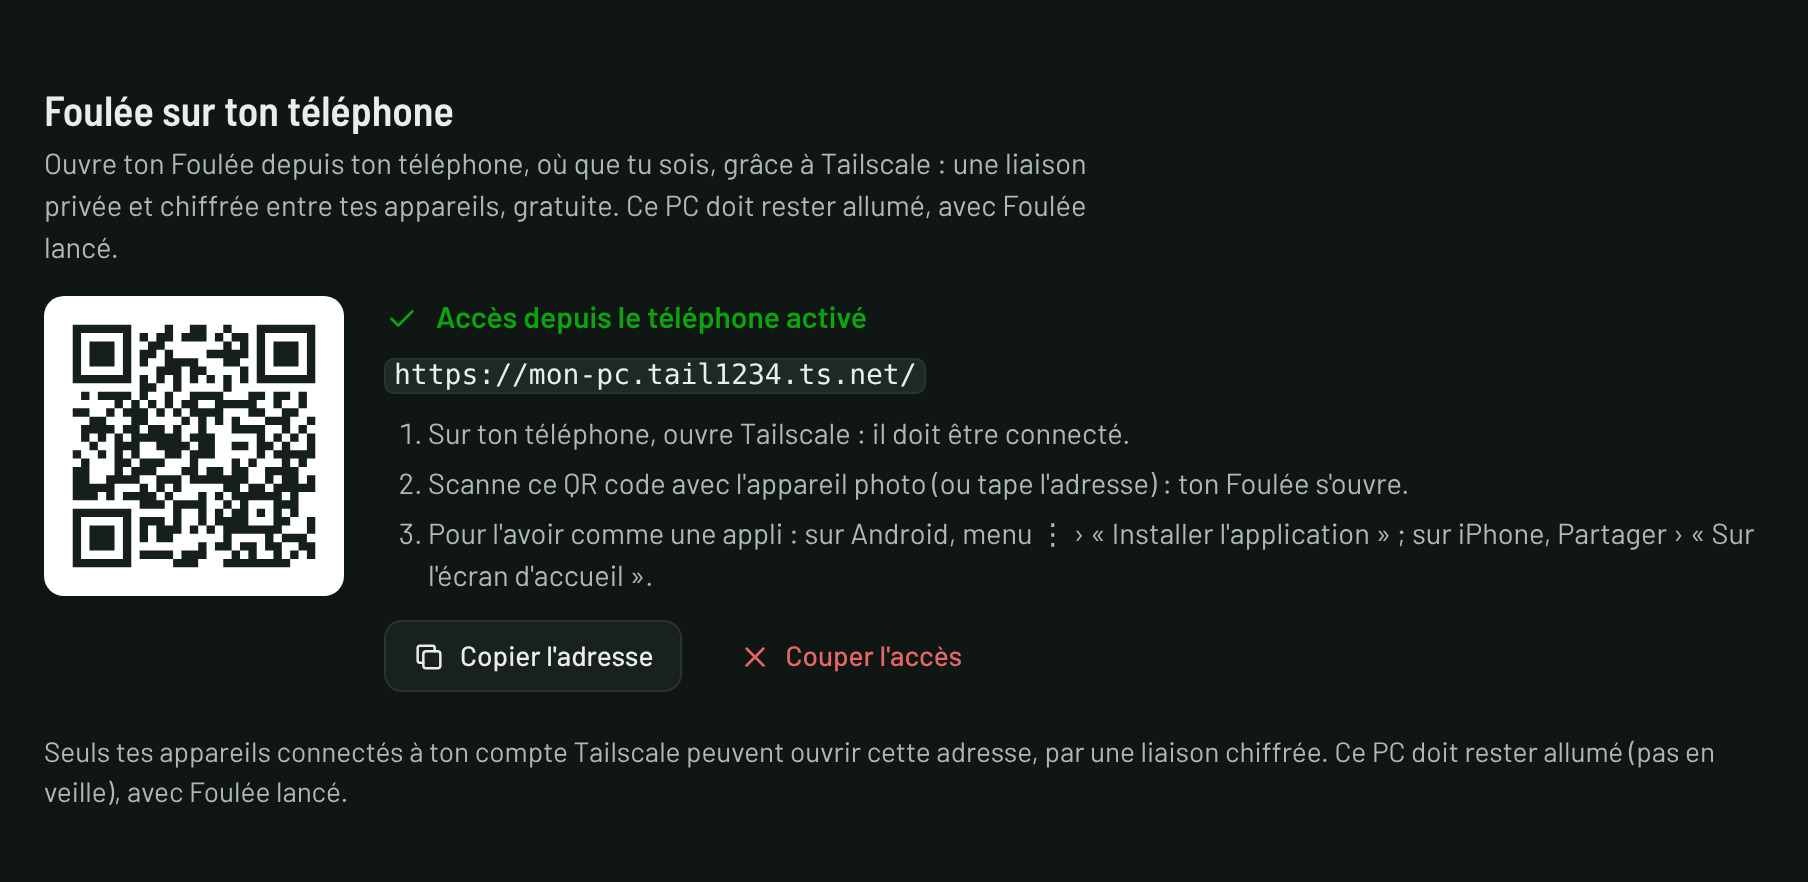 Foulée sur ton téléphone
Ouvre ton Foulée depuis ton téléphone, où que tu sois, grâce à Tailscale : une liaison
privée et chiffrée entre tes appareils, gratuite. Ce PC doit rester allumé, avec Foulée
lancé.
Accès depuis le téléphone activé
https://mon-pc.tail1234.ts.net/
1. Sur ton téléphone, ouvre Tailscale : il doit être connecté.
2. Scanne ce QR code avec l'appareil photo (ou tape l'adresse) : ton Foulée s'ouvre.
3. Pour l'avoir comme une appli : sur Android, menu ⋮ › « Installer l'application » ; sur iPhone, Partager › « Sur
l'écran d'accueil ».
Copier l'adresse
Couper l'accès
Seuls tes appareils connectés à ton compte Tailscale peuvent ouvrir cette adresse, par une liaison chiffrée. Ce PC doit rester allumé (pas en
veille), avec Foulée lancé.